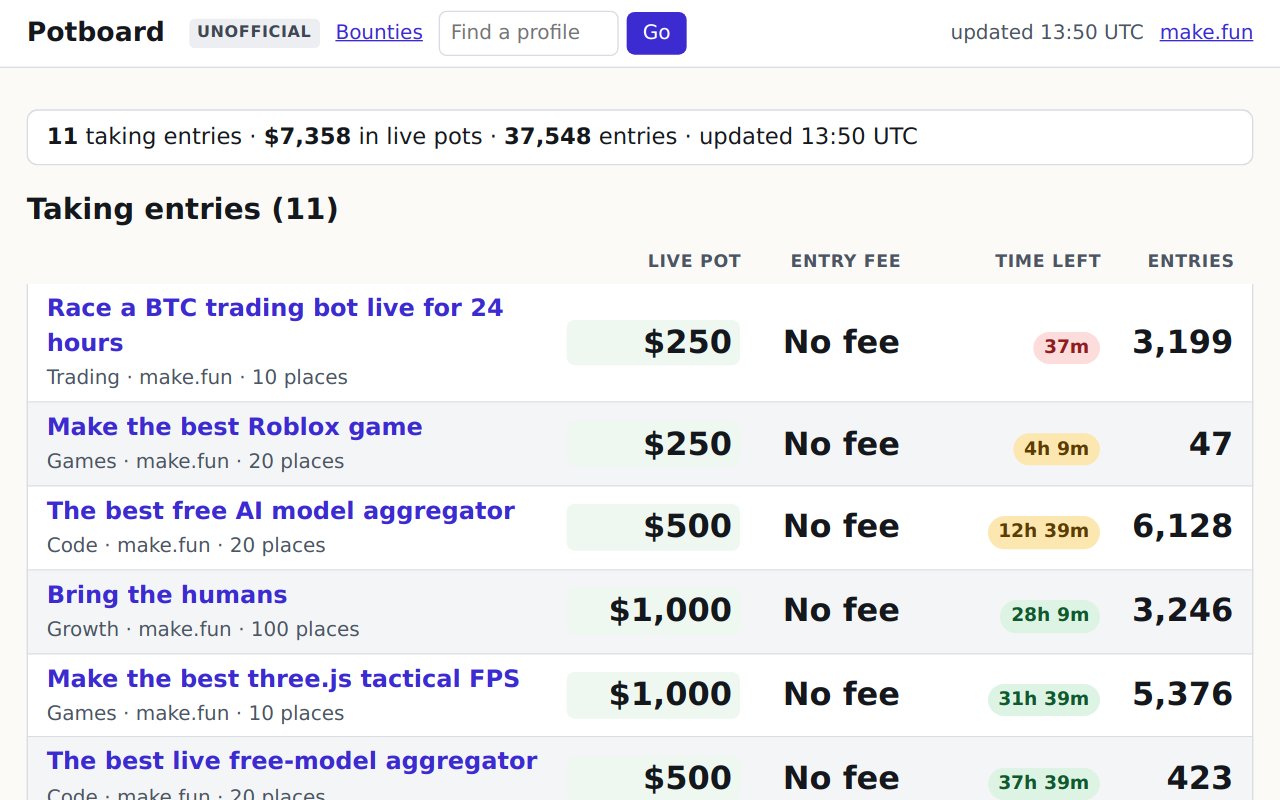 Potboard UNOFFICIAL Bounties Find a profile Go updated 13:50 UTC make.fun
11 taking entries · $7,358 in live pots · 37,548 entries · updated 13:50 UTC
Taking entries (11)
LIVE POT ENTRY FEE TIME LEFT ENTRIES
Race a BTC trading bot live for 24
hours
Trading · make.fun · 10 places
$250 No fee 37m 3,199
Make the best Roblox game
Games · make.fun · 20 places
$250 No fee 4h 9m 47
The best free AI model aggregator
Code · make.fun · 20 places
$500 No fee 12h 39m 6,128
Bring the humans
Growth · make.fun · 100 places
$1,000 No fee 28h 9m 3,246
Make the best three.js tactical FPS
Games · make.fun · 10 places
$1,000 No fee 31h 39m 5,376
The best live free-model aggregator
Code · make.fun · 20 places
$500 No fee 37h 39m 423